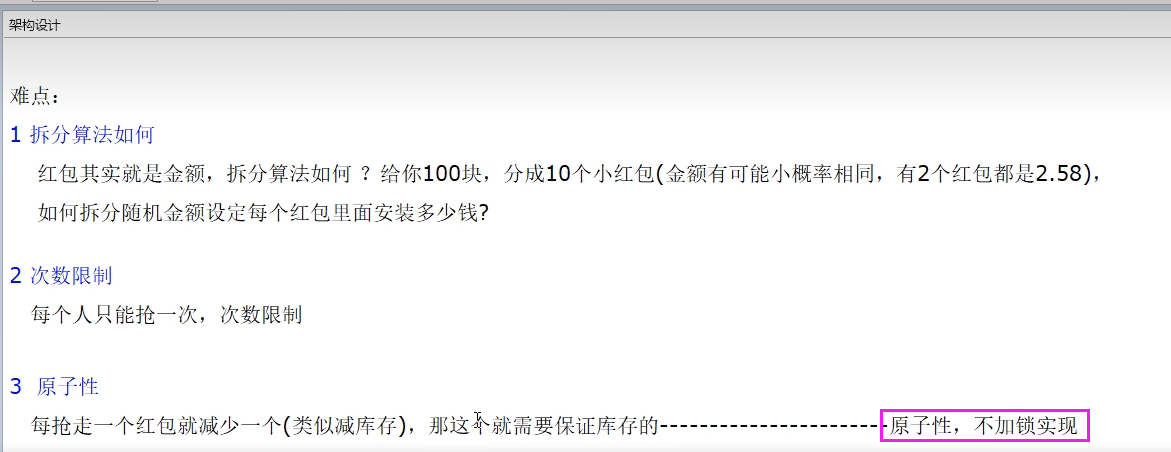 架构设计
难点：
1 拆分算法如何
红包其实就是金额，拆分算法如何 ？给你100块，分成10个小红包(金额有可能小概率相同，有2个红包都是2.58)，
如何拆分随机金额设定每个红包里面安装多少钱?
2 次数限制
每个人只能抢一次，次数限制
3 原子性
每抢走一个红包就减少一个(类似减库存)，那这个就需要保证库存的-----------------------原子性，不加锁实现